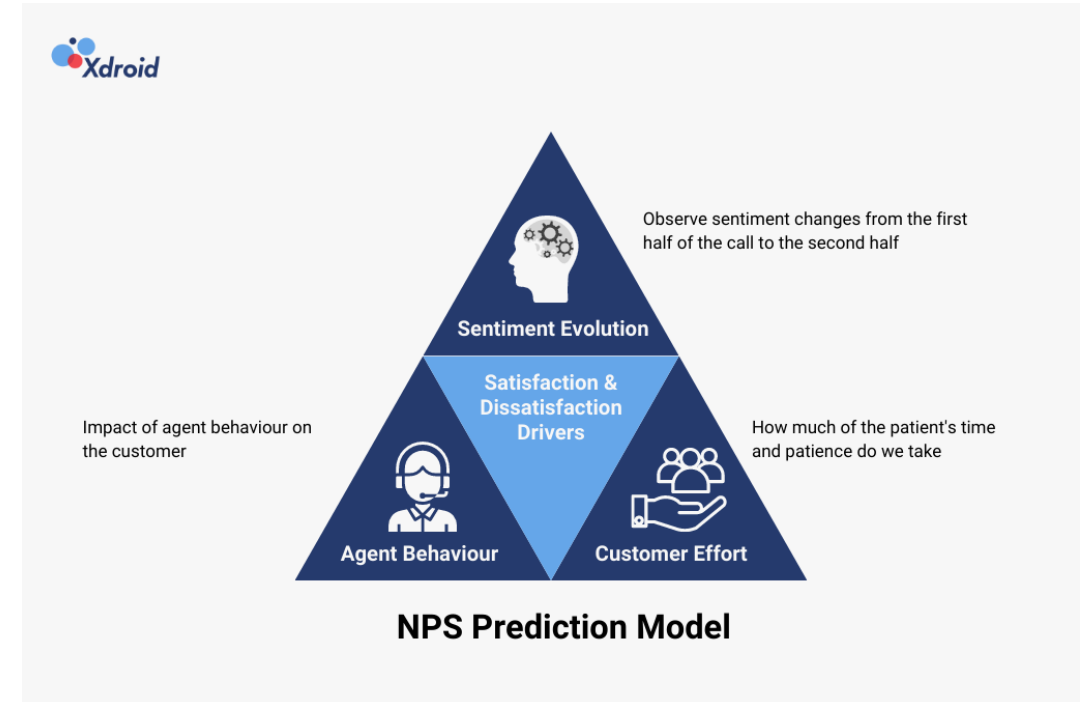 Xdroid
Observe sentiment changes from the first
half of the call to the second half
Sentiment Evolution
Satisfaction &
Dissatisfaction
Drivers
Impact of agent behaviour on
the customer
How much of the patient's time
and patience do we take
Agent Behaviour
Customer Effort
NPS Prediction Model